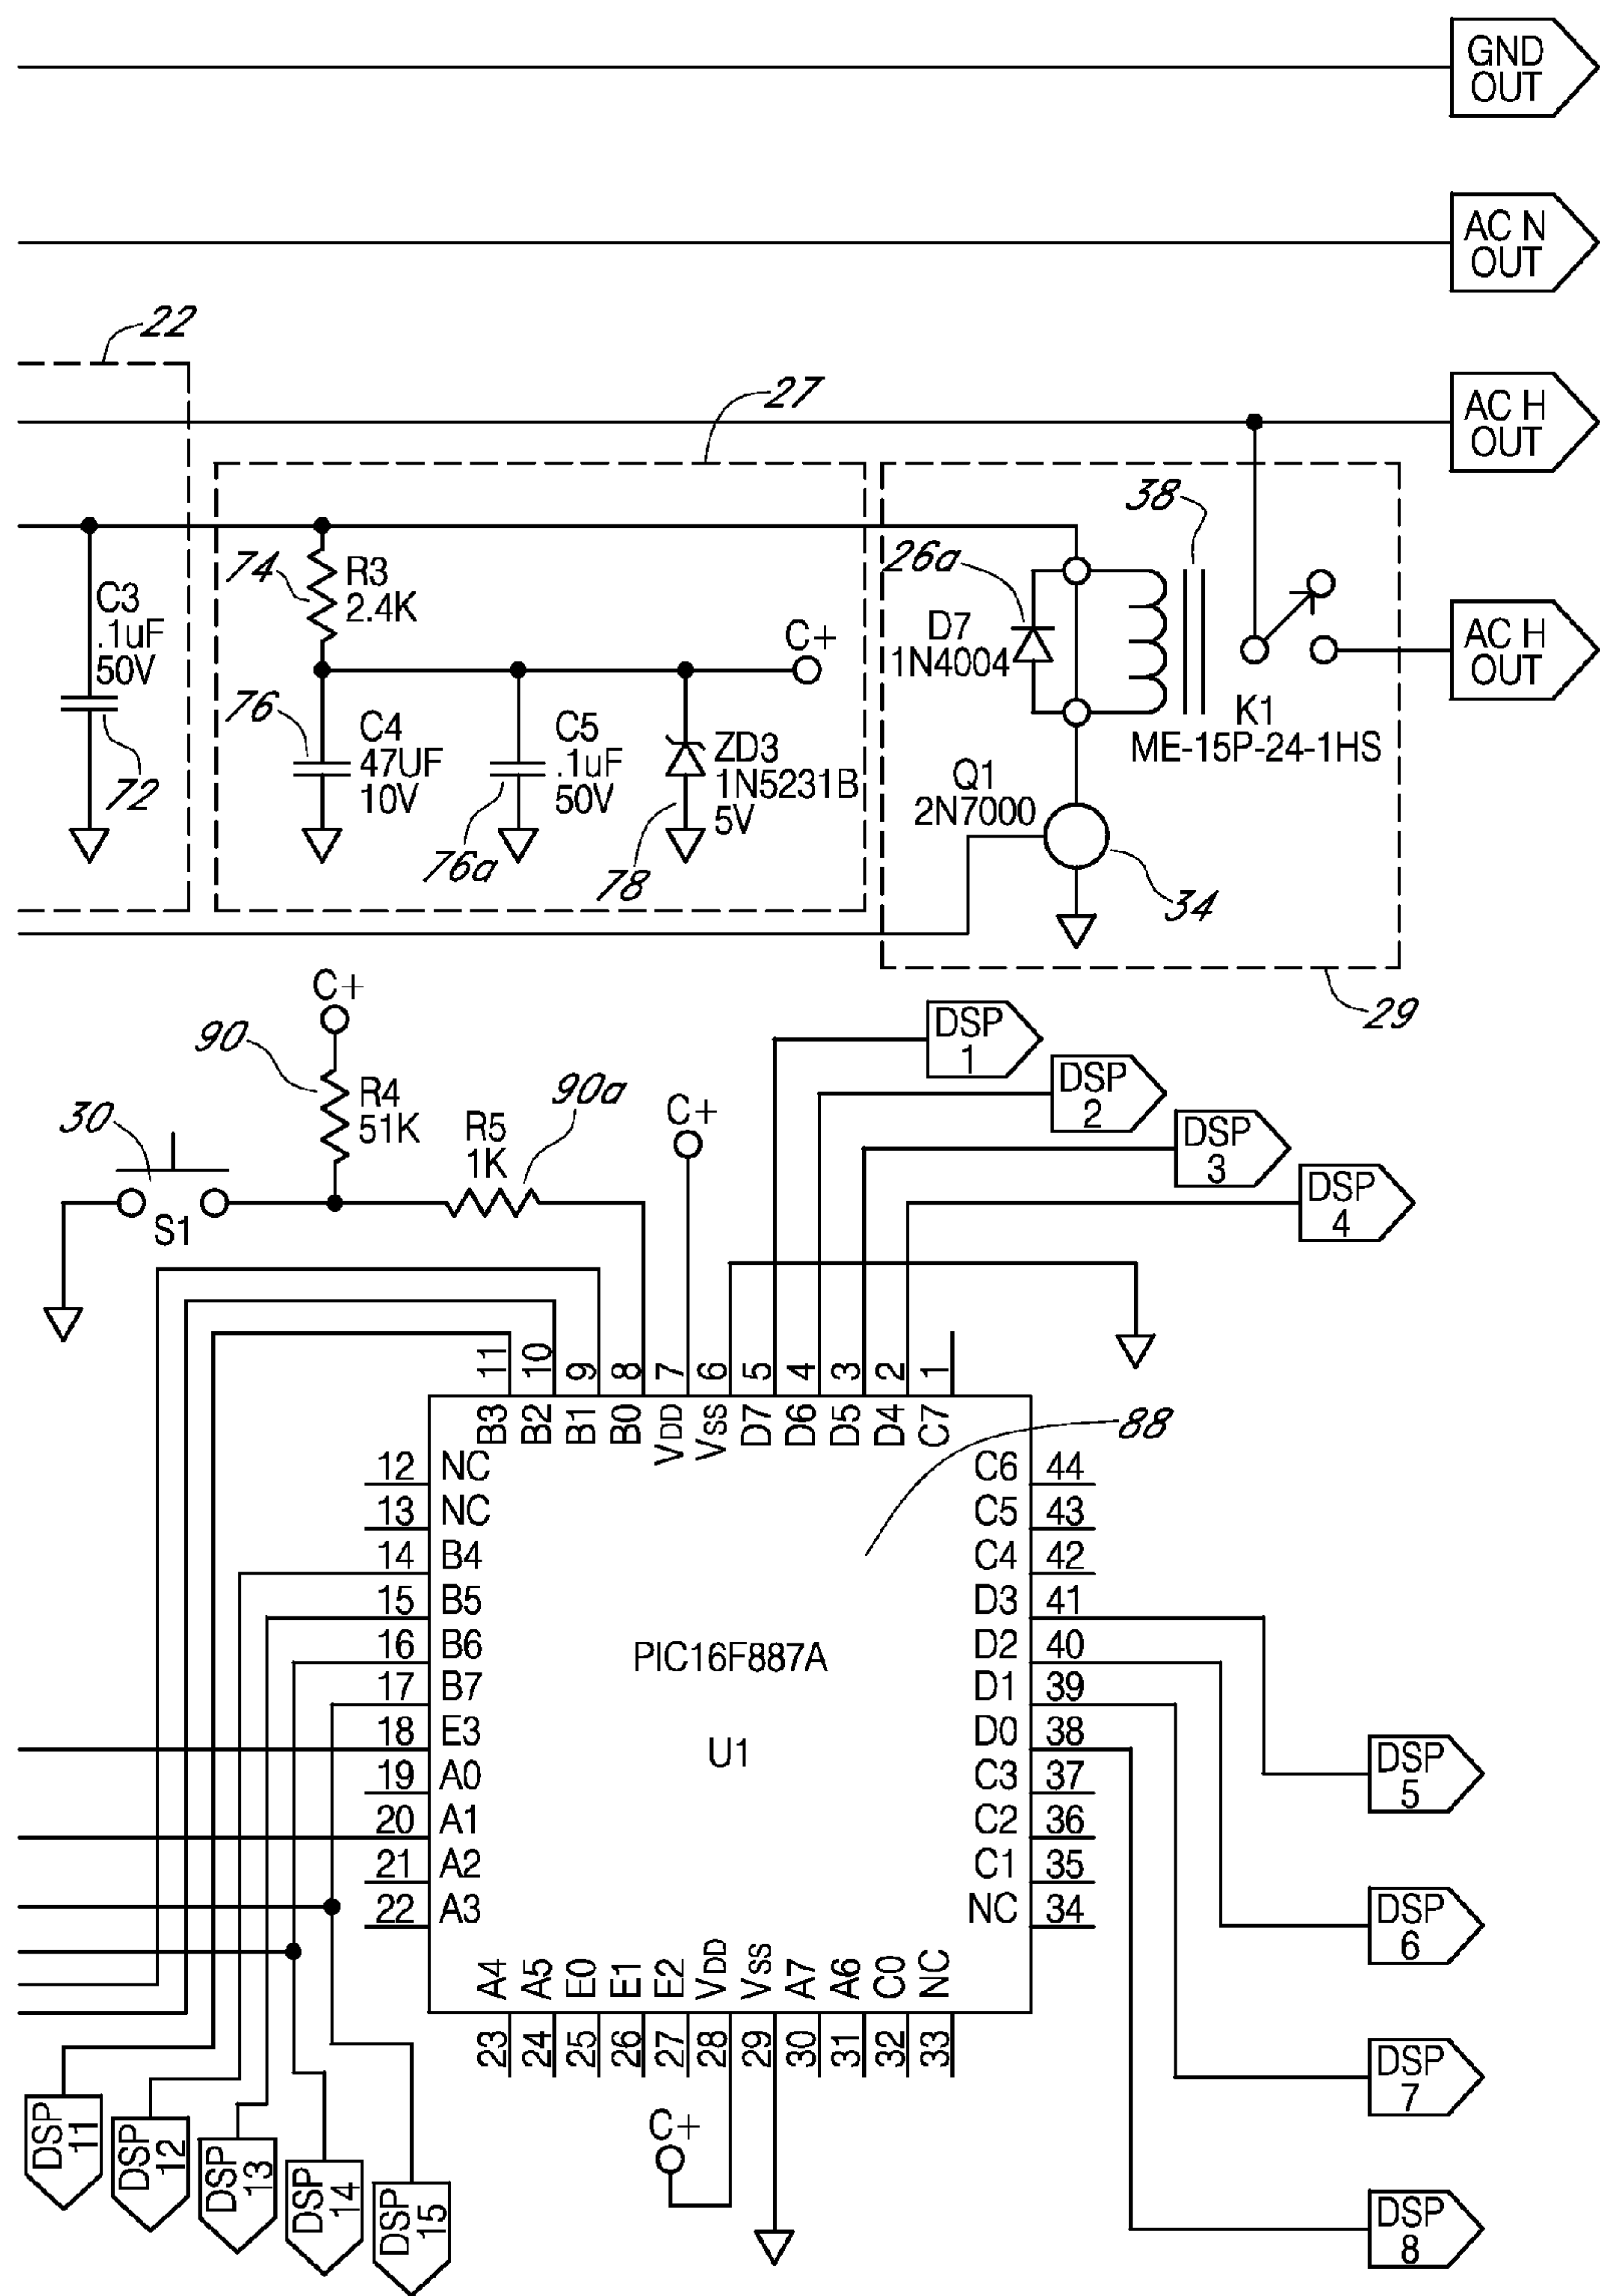 GND
OUT
AC N
OUT
22
27
AC H
OUT
38
74
R3
2.4K
26a
C3
.1uF
50V
C+
D7
1N4004
AC H
OUT
76
C4
47UF
10V
C5
.1uF
50V
ZD3
1N5231B
5V
K1
ME-15P-24-1HS
72
Q1
2N7000
76a
78
34
C+
29
90
DSP
1
R4
51K
90a
DSP
2
30
R5
1K
C+
DSP
3
S1
DSP
4
11
10
9
8
7
6
5
4
3
2
1
B3
B2
B1
B0
VDD
VSS
D7
D6
D5
D4
C7
88
12 NC
13 NC
14 B4
15 B5
16 B6
17 B7
18 E3
19 A0
20 A1
21 A2
22 A3
C6 44
C5 43
C4 42
D3 41
D2 40
D1 39
D0 38
C3 37
C2 36
C1 35
NC 34
PIC16F887A
U1
DSP
5
DSP
6
A4
A5
E0
E1
E2
VDD
VSS
A7
A6
C0
NC
23
24
25
26
27
28
29
30
31
32
33
DSP
7
C+
DSP
11
DSP
12
DSP
13
DSP
14
DSP
15
DSP
8